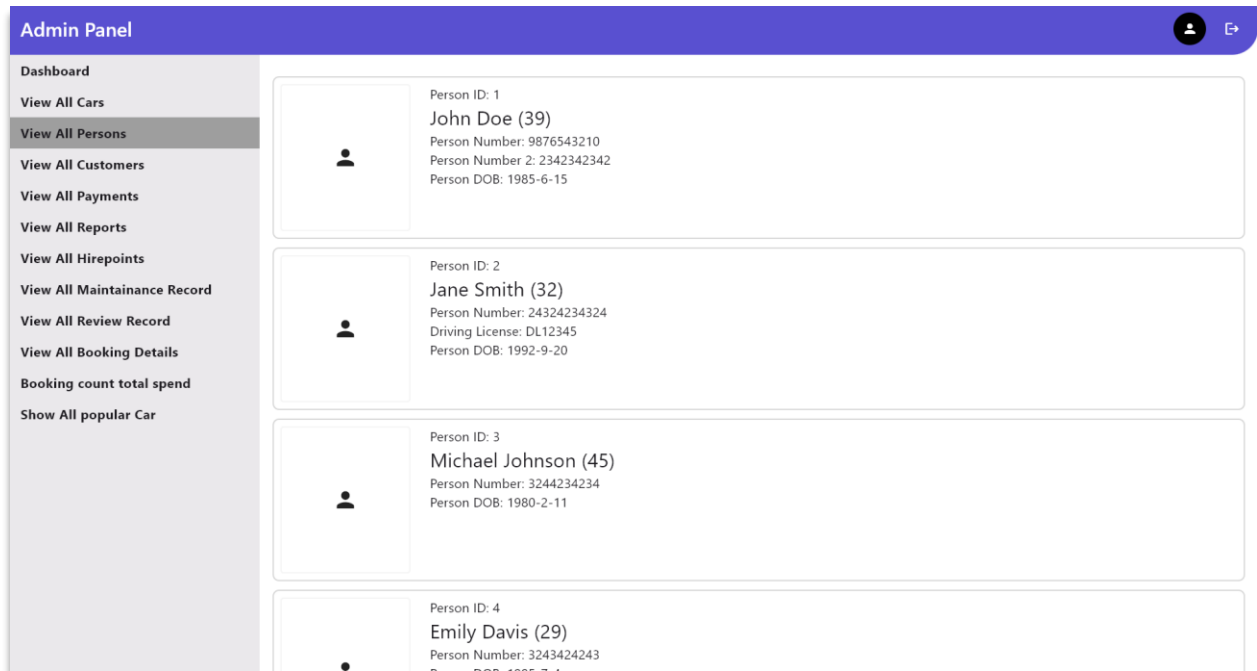 Admin Panel
Dashboard
View All Cars
View All Persons
View All Customers
View All Payments
View All Reports
View All Hirepoints
View All Maintainance Record
View All Review Record
View All Booking Details
Booking count total spend
Show All popular Car
Person ID: 1
John Doe (39)
Person Number: 9876543210
Person Number 2: 2342342342
Person DOB: 1985-6-15
Person ID: 2
Jane Smith (32)
Person Number: 24324234324
Driving License: DL12345
Person DOB: 1992-9-20
Person ID: 3
Michael Johnson (45)
Person Number: 3244234234
Person DOB: 1980-2-11
Person ID: 4
Emily Davis (29)
Person Number: 3243424243